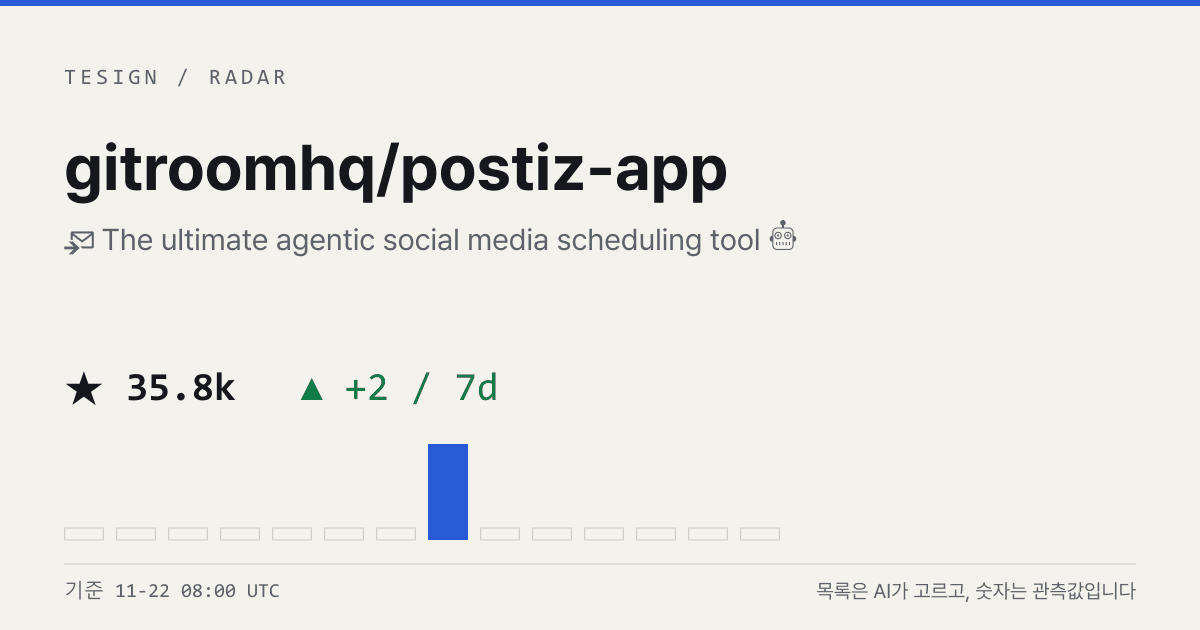 TESIGN / RADAR
gitroomhq/postiz-app
📨 The ultimate agentic social media scheduling tool 🤖
★ 35.8k ▲ +2 / 7d
기준 11-22 08:00 UTC
목록은 AI가 고르고, 숫자는 관측값입니다